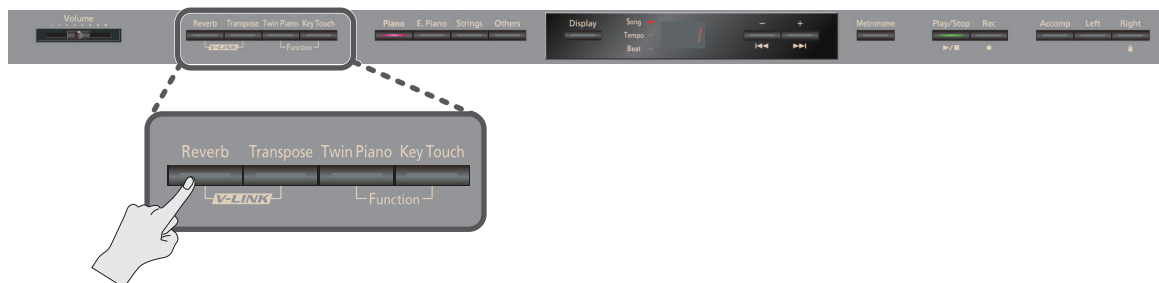 Volume
Reverb Transpose Twin Piano Key Touch
V-LINK Function
Piano E. Piano Strings Others
Display
Song
Tempo
Beat
1
− +
Metronome
Play/Stop Rec
Accomp Left Right
Reverb Transpose Twin Piano Key Touch
V-LINK Function